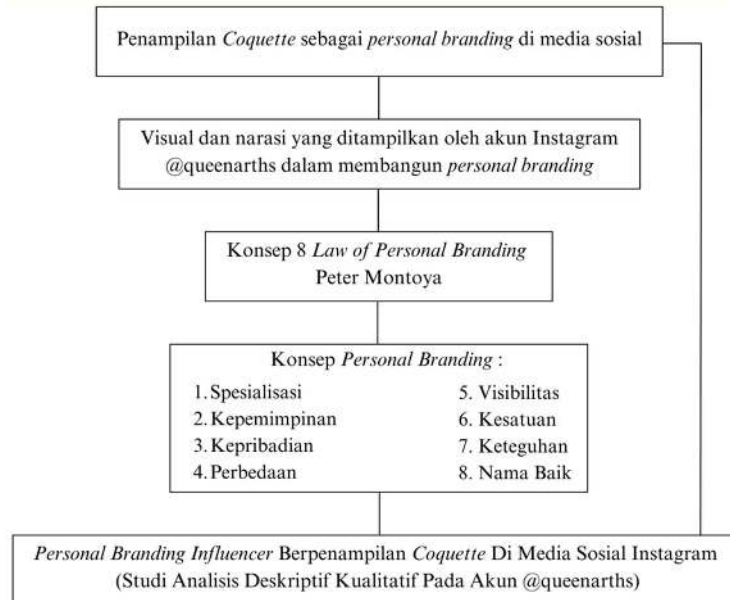 Penampilan Coquette sebagai personal branding di media sosial
Visual dan narasi yang ditampilkan oleh akun Instagram
@queenarths dalam membangun personal branding
Konsep 8 Law of Personal Branding
Peter Montoya
Konsep Personal Branding :
1. Spesialisasi
2. Kepemimpinan
3. Kepribadian
4. Perbedaan
5. Visibilitas
6. Kesatuan
7. Keteguhan
8. Nama Baik
Personal Branding Influencer Berpenampilan Coquette Di Media Sosial Instagram
(Studi Analisis Deskriptif Kualitatif Pada Akun @queenarths)